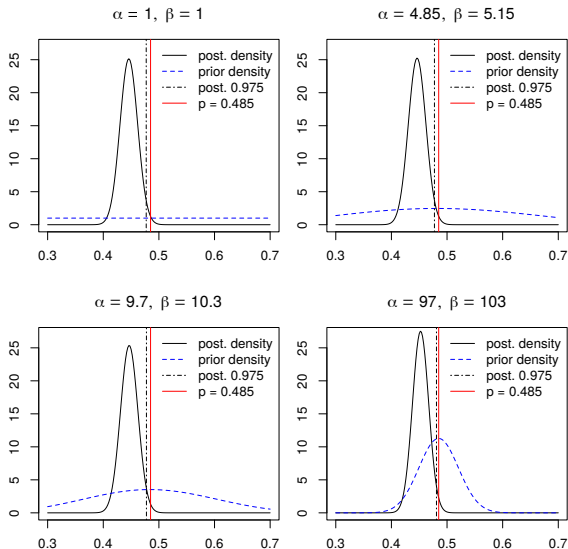 α = 1, β = 1
post. density
prior density
post. 0.975
p = 0.485
0 5 10 15 20 25
0.3 0.4 0.5 0.6 0.7
α = 4.85, β = 5.15
post. density
prior density
post. 0.975
p = 0.485
0 5 10 15 20 25
0.3 0.4 0.5 0.6 0.7
α = 9.7, β = 10.3
post. density
prior density
post. 0.975
p = 0.485
0 5 10 15 20 25
0.3 0.4 0.5 0.6 0.7
α = 97, β = 103
post. density
prior density
post. 0.975
p = 0.485
0 5 10 15 20 25
0.3 0.4 0.5 0.6 0.7